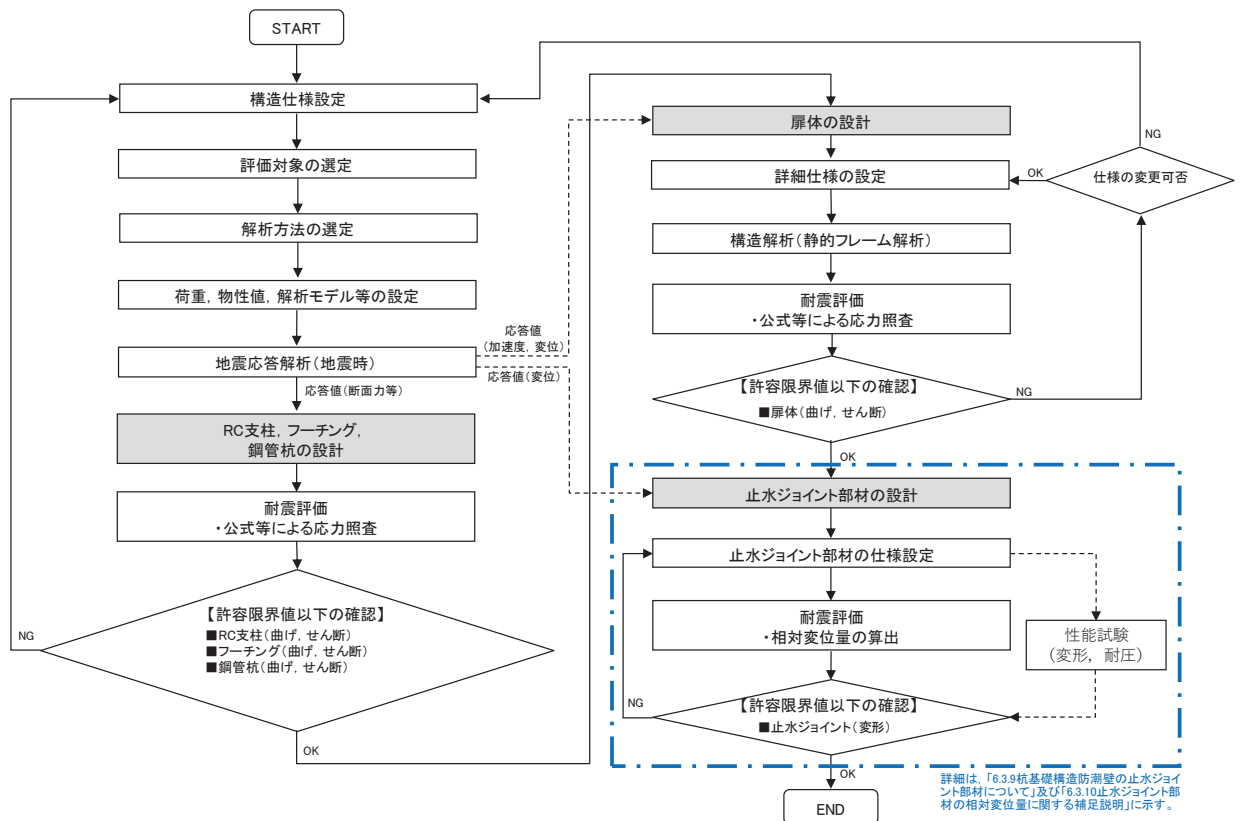 START
構造仕様設定
評価対象の選定
解析方法の選定
荷重，物性値，解析モデル等の設定
地震応答解析（地震時）
応答値
（加速度，変位）
応答値（変位）
応答値（断面力等）
RC支柱，フーチング，
鋼管杭の設計
耐震評価
・公式等による応力照査
【許容限界値以下の確認】
■RC支柱（曲げ，せん断）
■フーチング（曲げ，せん断）
■鋼管杭（曲げ，せん断）
NG
OK
扉体の設計
詳細仕様の設定
OK
仕様の変更可否
NG
構造解析（静的フレーム解析）
耐震評価
・公式等による応力照査
【許容限界値以下の確認】
■扉体（曲げ，せん断）
NG
OK
止水ジョイント部材の設計
止水ジョイント部材の仕様設定
耐震評価
・相対変位量の算出
性能試験
（変形，耐圧）
【許容限界値以下の確認】
■止水ジョイント（変形）
NG
OK
END
詳細は，「6.3.9杭基礎構造防潮壁の止水ジョイ
ント部材について」及び「6.3.10止水ジョイント部
材の相対変位量に関する補足説明」に示す。